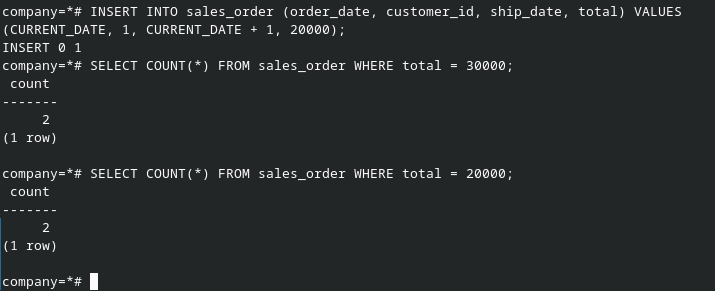 company=*# INSERT INTO sales_order (order_date, customer_id, ship_date, total) VALUES
(CURRENT_DATE, 1, CURRENT_DATE + 1, 20000);
INSERT 0 1
company=*# SELECT COUNT(*) FROM sales_order WHERE total = 30000;
 count
-------
     2
(1 row)

company=*# SELECT COUNT(*) FROM sales_order WHERE total = 20000;
 count
-------
     2
(1 row)

company=*#